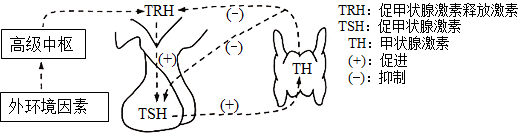 TRH
(−)
TRH：促甲状腺激素释放激素
TSH：促甲状腺激素
TH：甲状腺激素
(+)：促进
(−)：抑制
高级中枢
(−)
(+)
TH
外环境因素
TSH
(+)